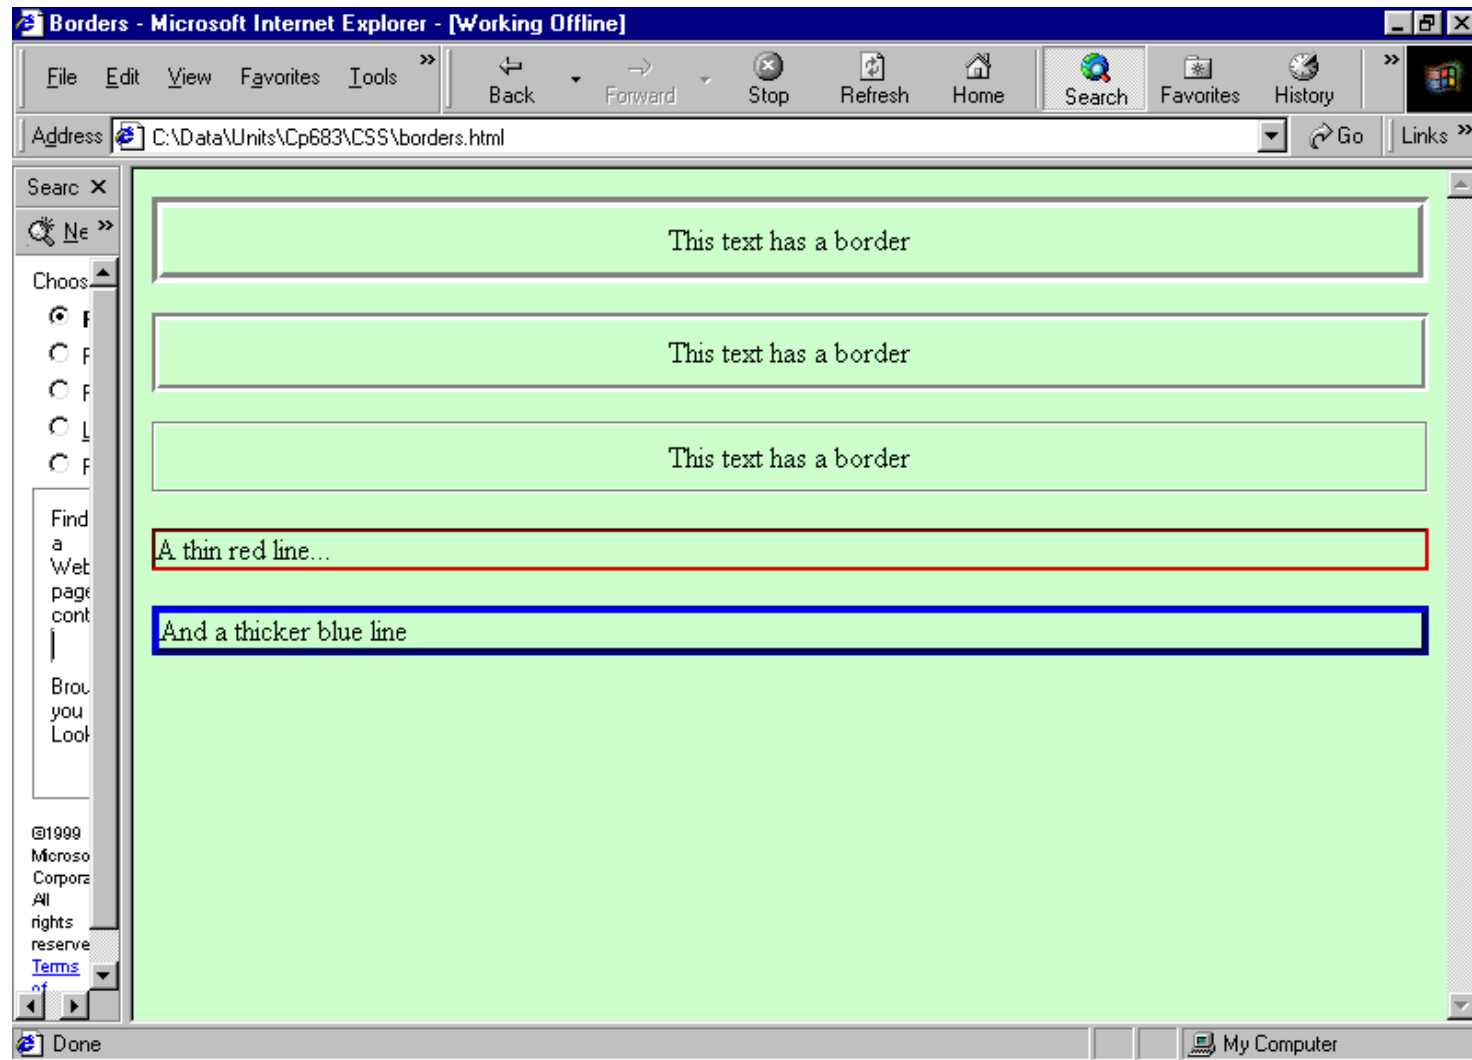 Borders - Microsoft Internet Explorer - [Working Offline]
File Edit View Favorites Tools » Back Forward Stop Refresh Home Search Favorites History »
Address C:\Data\Units\Cp683\CSS\borders.html Go Links »
Searc
Ne »
Choos
F
F
F
L
F
Find
a
Web
page
cont
Brou
you
Look
©1999
Microso
Corpora
All
rights
reserve
Terms
of
This text has a border
This text has a border
This text has a border
A thin red line...
And a thicker blue line
Done My Computer